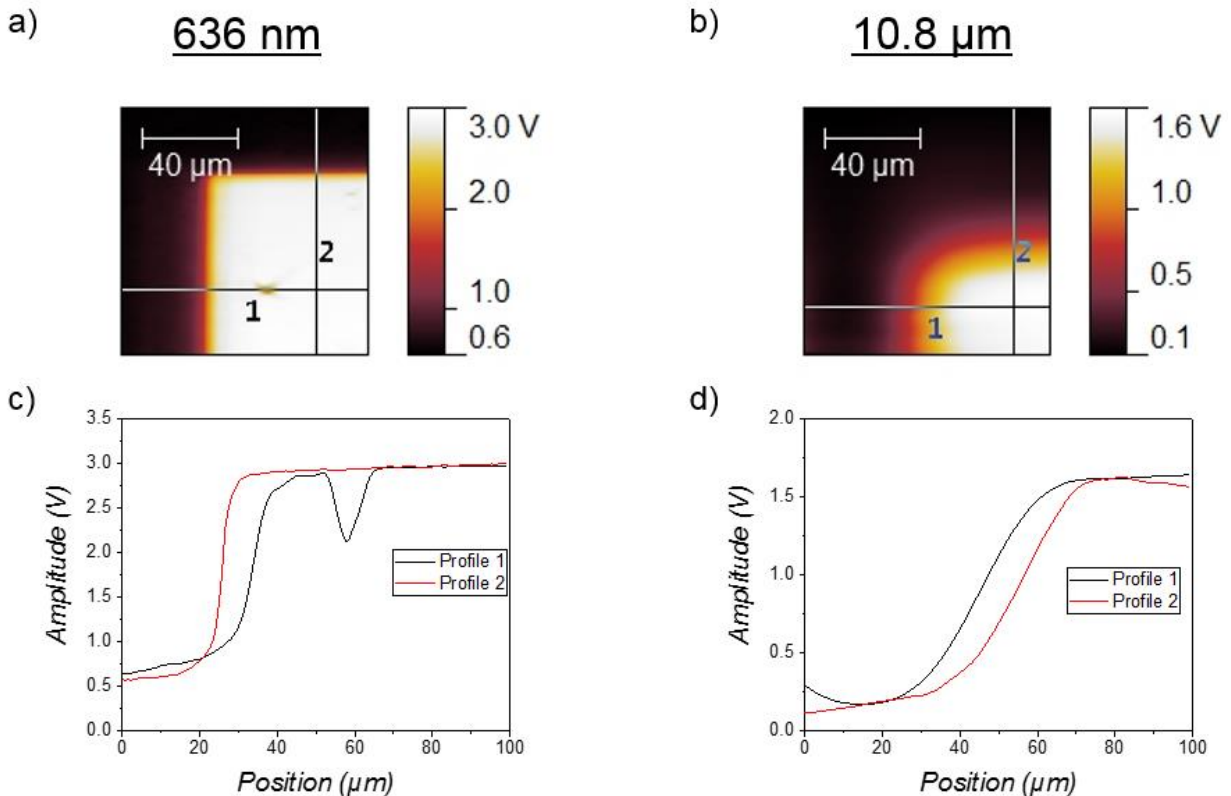 a)
636 nm
b)
10.8 µm
40 µm
3.0 V
2.0
1.0
0.6
2
1
40 µm
1.6 V
1.0
0.5
0.1
2
1
c)
3.5
3.0
2.5
2.0
1.5
1.0
0.5
0.0
Amplitude (V)
0 20 40 60 80 100
Position (µm)
Profile 1
Profile 2
d)
2.0
1.5
1.0
0.5
0.0
Amplitude (V)
0 20 40 60 80 100
Position (µm)
Profile 1
Profile 2